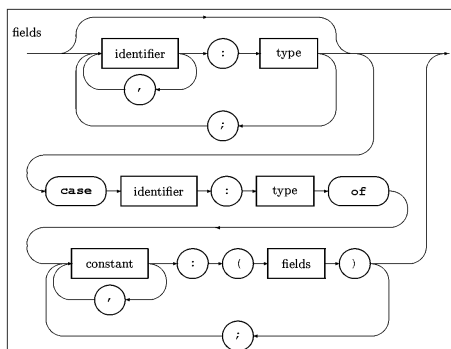 fields
identifier : type
,
;
case identifier : type of
constant : ( fields )
,
;